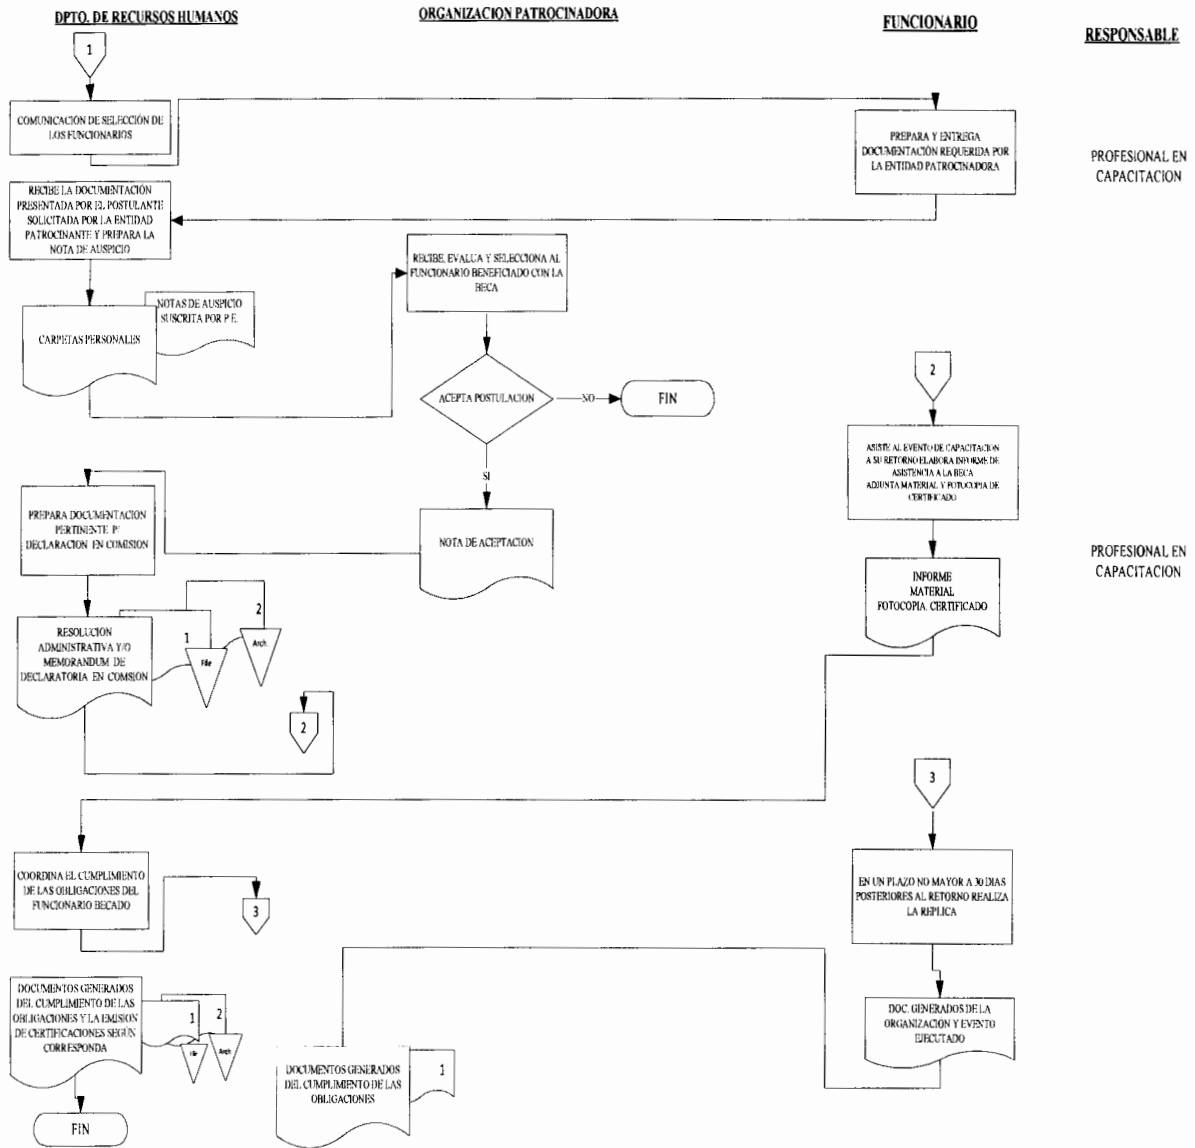 DPTO. DE RECURSOS HUMANOS
ORGANIZACION PATROCINADORA
FUNCIONARIO
RESPONSABLE
1
COMUNICACIÓN DE SELECCIÓN DE
LOS FUNCIONARIOS
PREPARA Y ENTREGA
DOCUMENTACIÓN REQUERIDA POR
LA ENTIDAD PATROCINADORA
PROFESIONAL EN
CAPACITACION
RECIBE LA DOCUMENTACIÓN
PRESENTADA POR EL POSTULANTE
SOLICITADA POR LA ENTIDAD
PATROCINANTE Y PREPARA LA
NOTA DE AUSPICIO
RECIBE, EVALUA Y SELECCIONA AL
FUNCIONARIO BENEFICIADO CON LA
BECA
NOTAS DE AUSPICIO
SUSCRITA POR P.E.
CARPETAS PERSONALES
ACEPTA POSTULACION
NO
FIN
SI
2
ASISTE AL EVENTO DE CAPACITACION
A SU RETORNO ELABORA INFORME DE
ASISTENCIA A LA BECA
ADJUNTA MATERIAL Y FOTOCOPIA DE
CERTIFICADO
PREPARA DOCUMENTACION
PERTINENTE P/
DECLARACION EN COMISION
NOTA DE ACEPTACION
PROFESIONAL EN
CAPACITACION
INFORME
MATERIAL
FOTOCOPIA. CERTIFICADO
RESOLUCION
ADMINISTRATIVA Y/O
MEMORANDUM DE
DECLARATORIA EN COMSION
1
File
2
Arch.
2
3
COORDINA EL CUMPLIMIENTO
DE LAS OBLIGACIONES DEL
FUNCIONARIO BECADO
3
EN UN PLAZO NO MAYOR A 30 DIAS
POSTERIORES AL RETORNO REALIZA
LA REPLICA
DOCUMENTOS GENERADOS
DEL CUMPLIMIENTO DE LAS
OBLIGACIONES Y LA EMISION
DE CERTIFICACIONES SEGÚN
CORRESPONDA
1
File
2
Arch
DOC. GENERADOS DE LA
ORGANIZACIÓN Y EVENTO
EJECUTADO
DOCUMENTOS GENERADOS
DEL CUMPLIMIENTO DE LAS
OBLIGACIONES
1
FIN